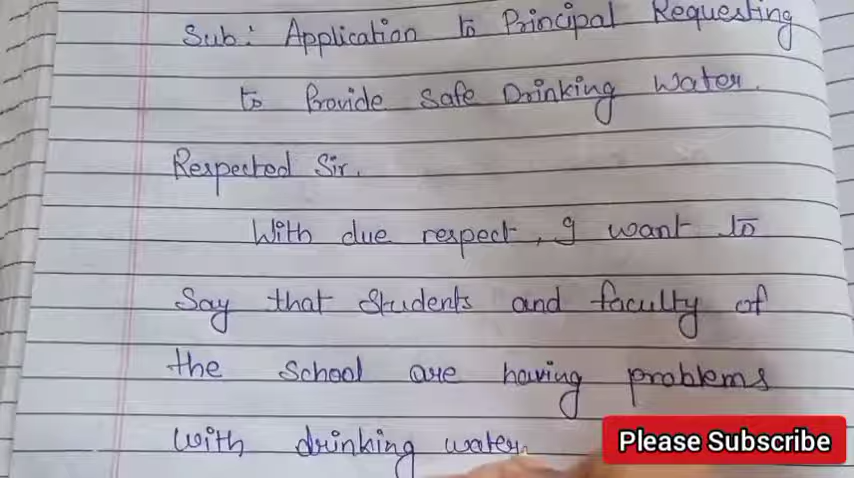 Sub: Application to Principal Requesting
to Provide Safe Drinking Water.
Respected Sir.
With due respect, I want to
Say that students and faculty of
the school are having problems
with drinking water.
Please Subscribe